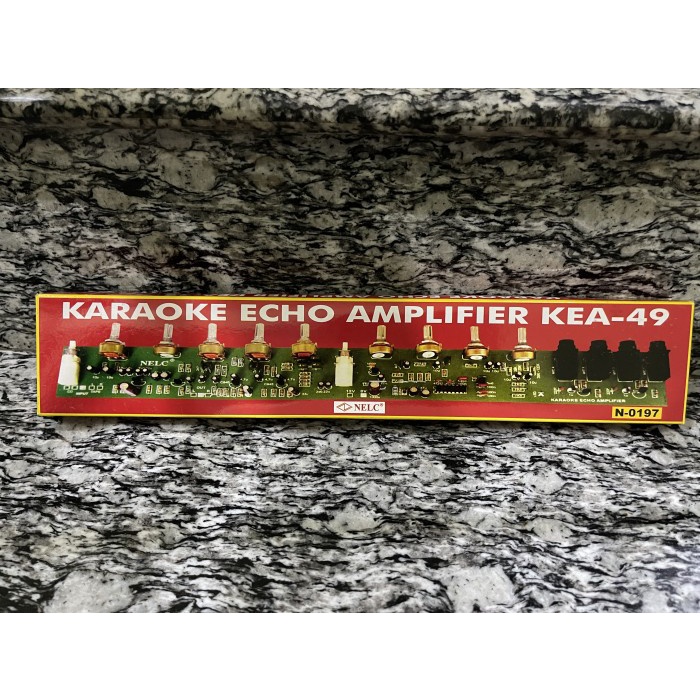 KARAOKE ECHO AMPLIFIER KEA-49
NELC
KARAOKE ECHO AMPLIFIER
NELC®
N-0197